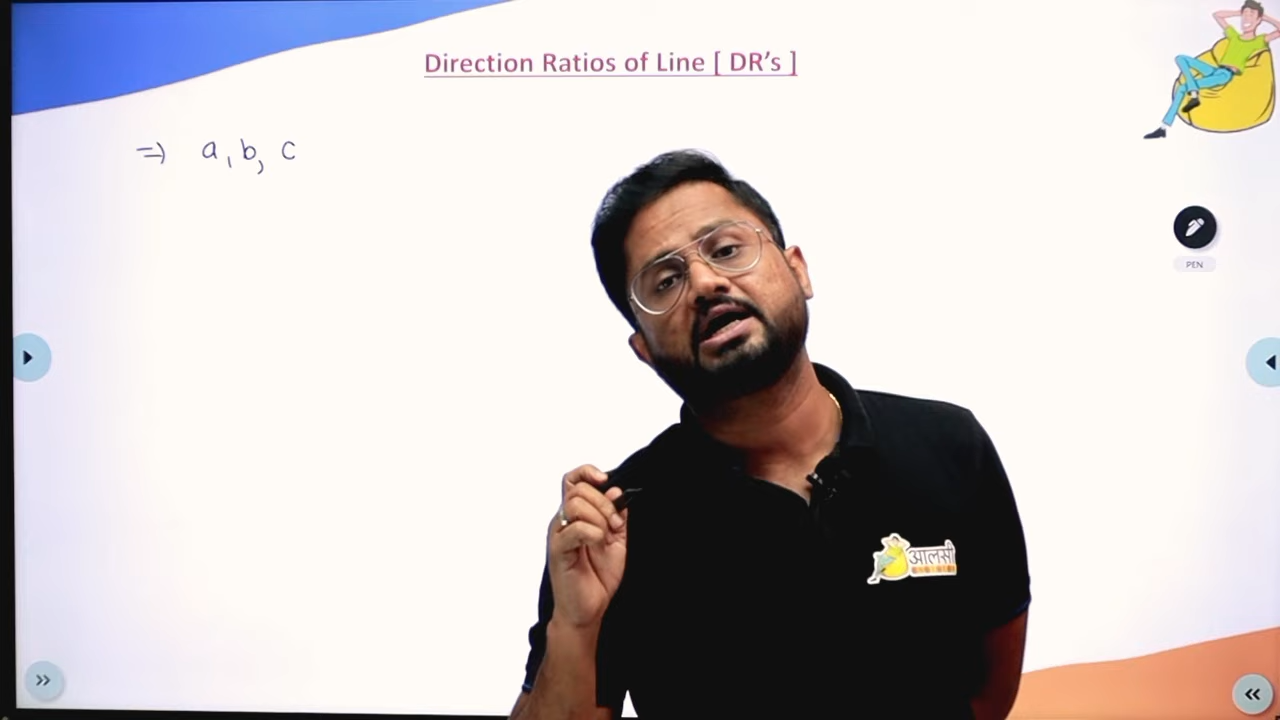 Direction Ratios of Line [ DR’s ]
=) a, b, c
PEN
आलसी